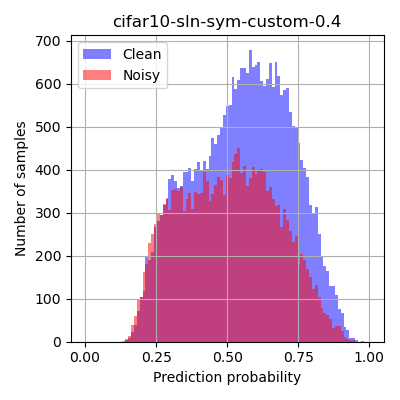 cifar10-sln-sym-custom-0.4
Clean
Noisy
Number of samples
700
600
500
400
300
200
100
0
0.00 0.25 0.50 0.75 1.00
Prediction probability